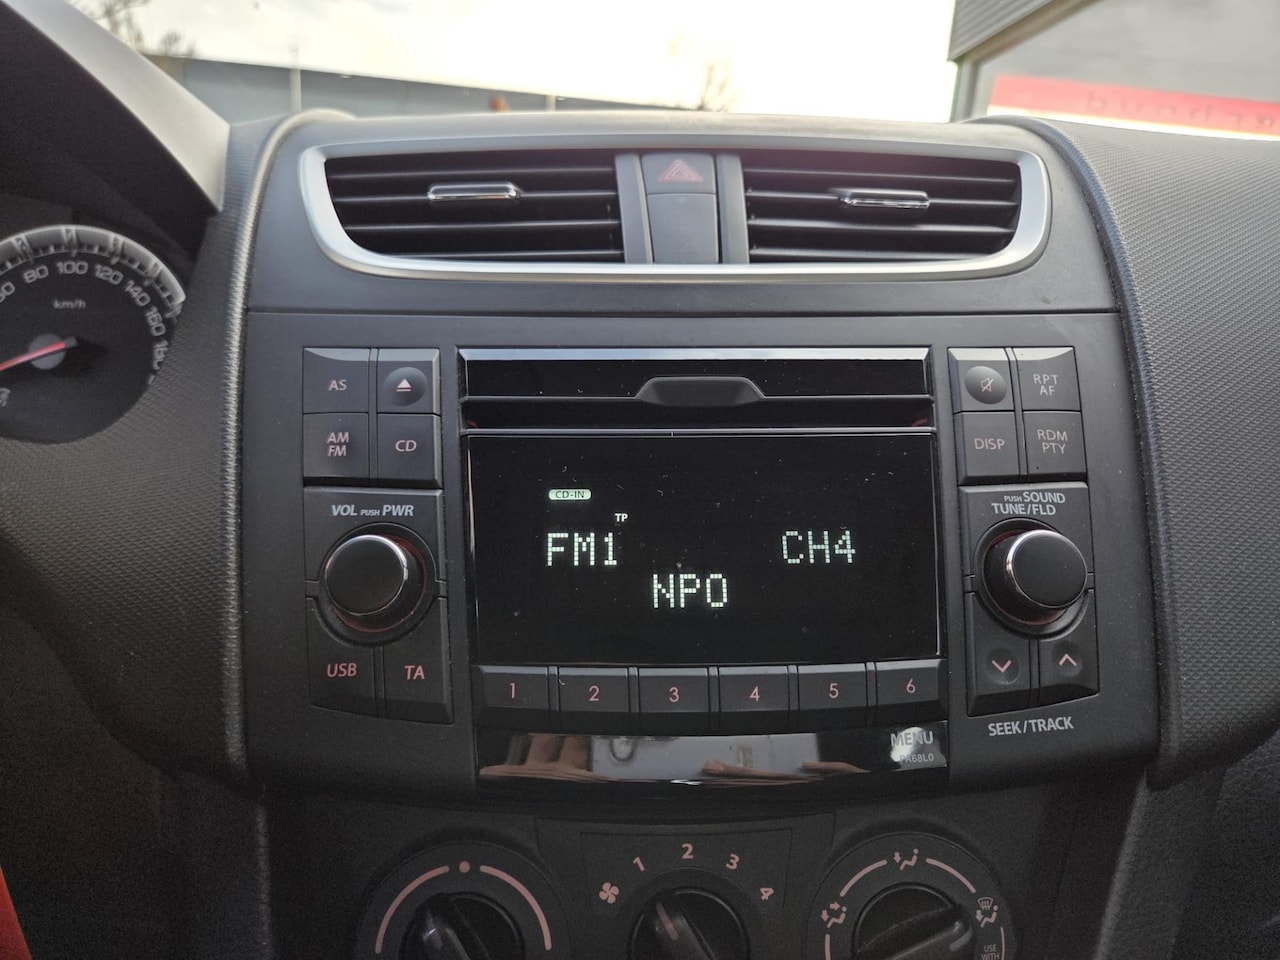 80 100 120 140 160
km/h
AS
AM
FM
CD
VOL PUSH PWR
USB
TA
CD-IN
TP
FM1
CH4
NPO
1 2 3 4 5 6
MENU
RPT
AF
DISP
RDM
PTY
PUSH SOUND
TUNE/FLD
SEEK/TRACK
1 2 3 4
USE
WITH